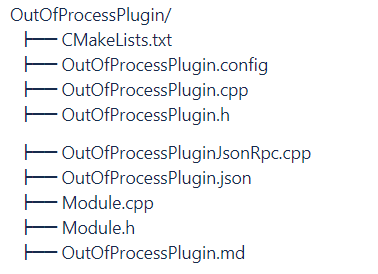 OutOfProcessPlugin/
├── CMakeLists.txt
├── OutOfProcessPlugin.config
├── OutOfProcessPlugin.cpp
├── OutOfProcessPlugin.h
├── OutOfProcessPluginJsonRpc.cpp
├── OutOfProcessPlugin.json
├── Module.cpp
├── Module.h
├── OutOfProcessPlugin.md